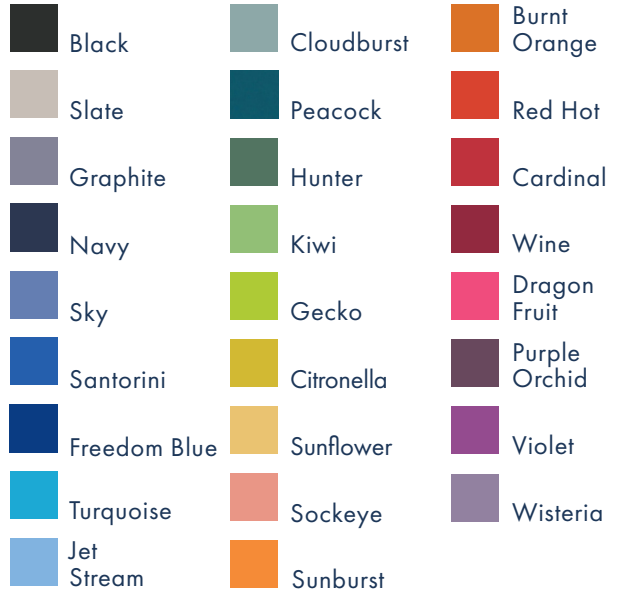 Black
Slate
Graphite
Navy
Sky
Santorini
Freedom Blue
Turquoise
Jet
Stream
Cloudburst
Peacock
Hunter
Kiwi
Gecko
Citronella
Sunflower
Sockeye
Sunburst
Burnt
Orange
Red Hot
Cardinal
Wine
Dragon
Fruit
Purple
Orchid
Violet
Wisteria